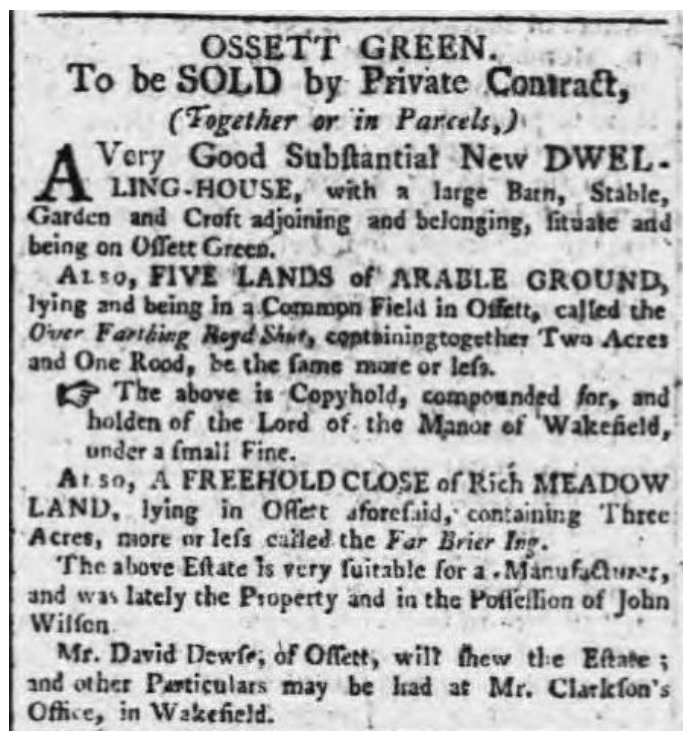 OSSETT GREEN.
To be SOLD by Private Contract,
(Together or in Parcels,)
A Very Good Subſtantial New DWEL-
LING-HOUSE, with a large Barn, Stable,
Garden and Croft adjoining and belonging, ſituate and
being on Oſſett Green.
ALSO, FIVE LANDS of ARABLE GROUND,
lying and being in a Common Field in Oſſett, called the
Over Farthing Royd Shut, containing together Two Acres
and One Rood, be the ſame more or leſs.
☞ The above is Copyhold, compounded for, and
holden of the Lord of the Manor of Wakefield,
under a ſmall Fine.
ALSO, A FREEHOLD CLOSE of Rich MEADOW
LAND, lying in Oſſett aforeſaid, containing Three
Acres, more or leſs called the Far Brier Ing.
The above Eſtate is very ſuitable for a Manufacturer,
and was lately the Property and in the Poſſeſſion of John
Wilſon.
Mr. David Dewſe, of Oſſett, will ſhew the Eſtate;
and other Particulars may be had at Mr. Clarkſon's
Office, in Wakefield.